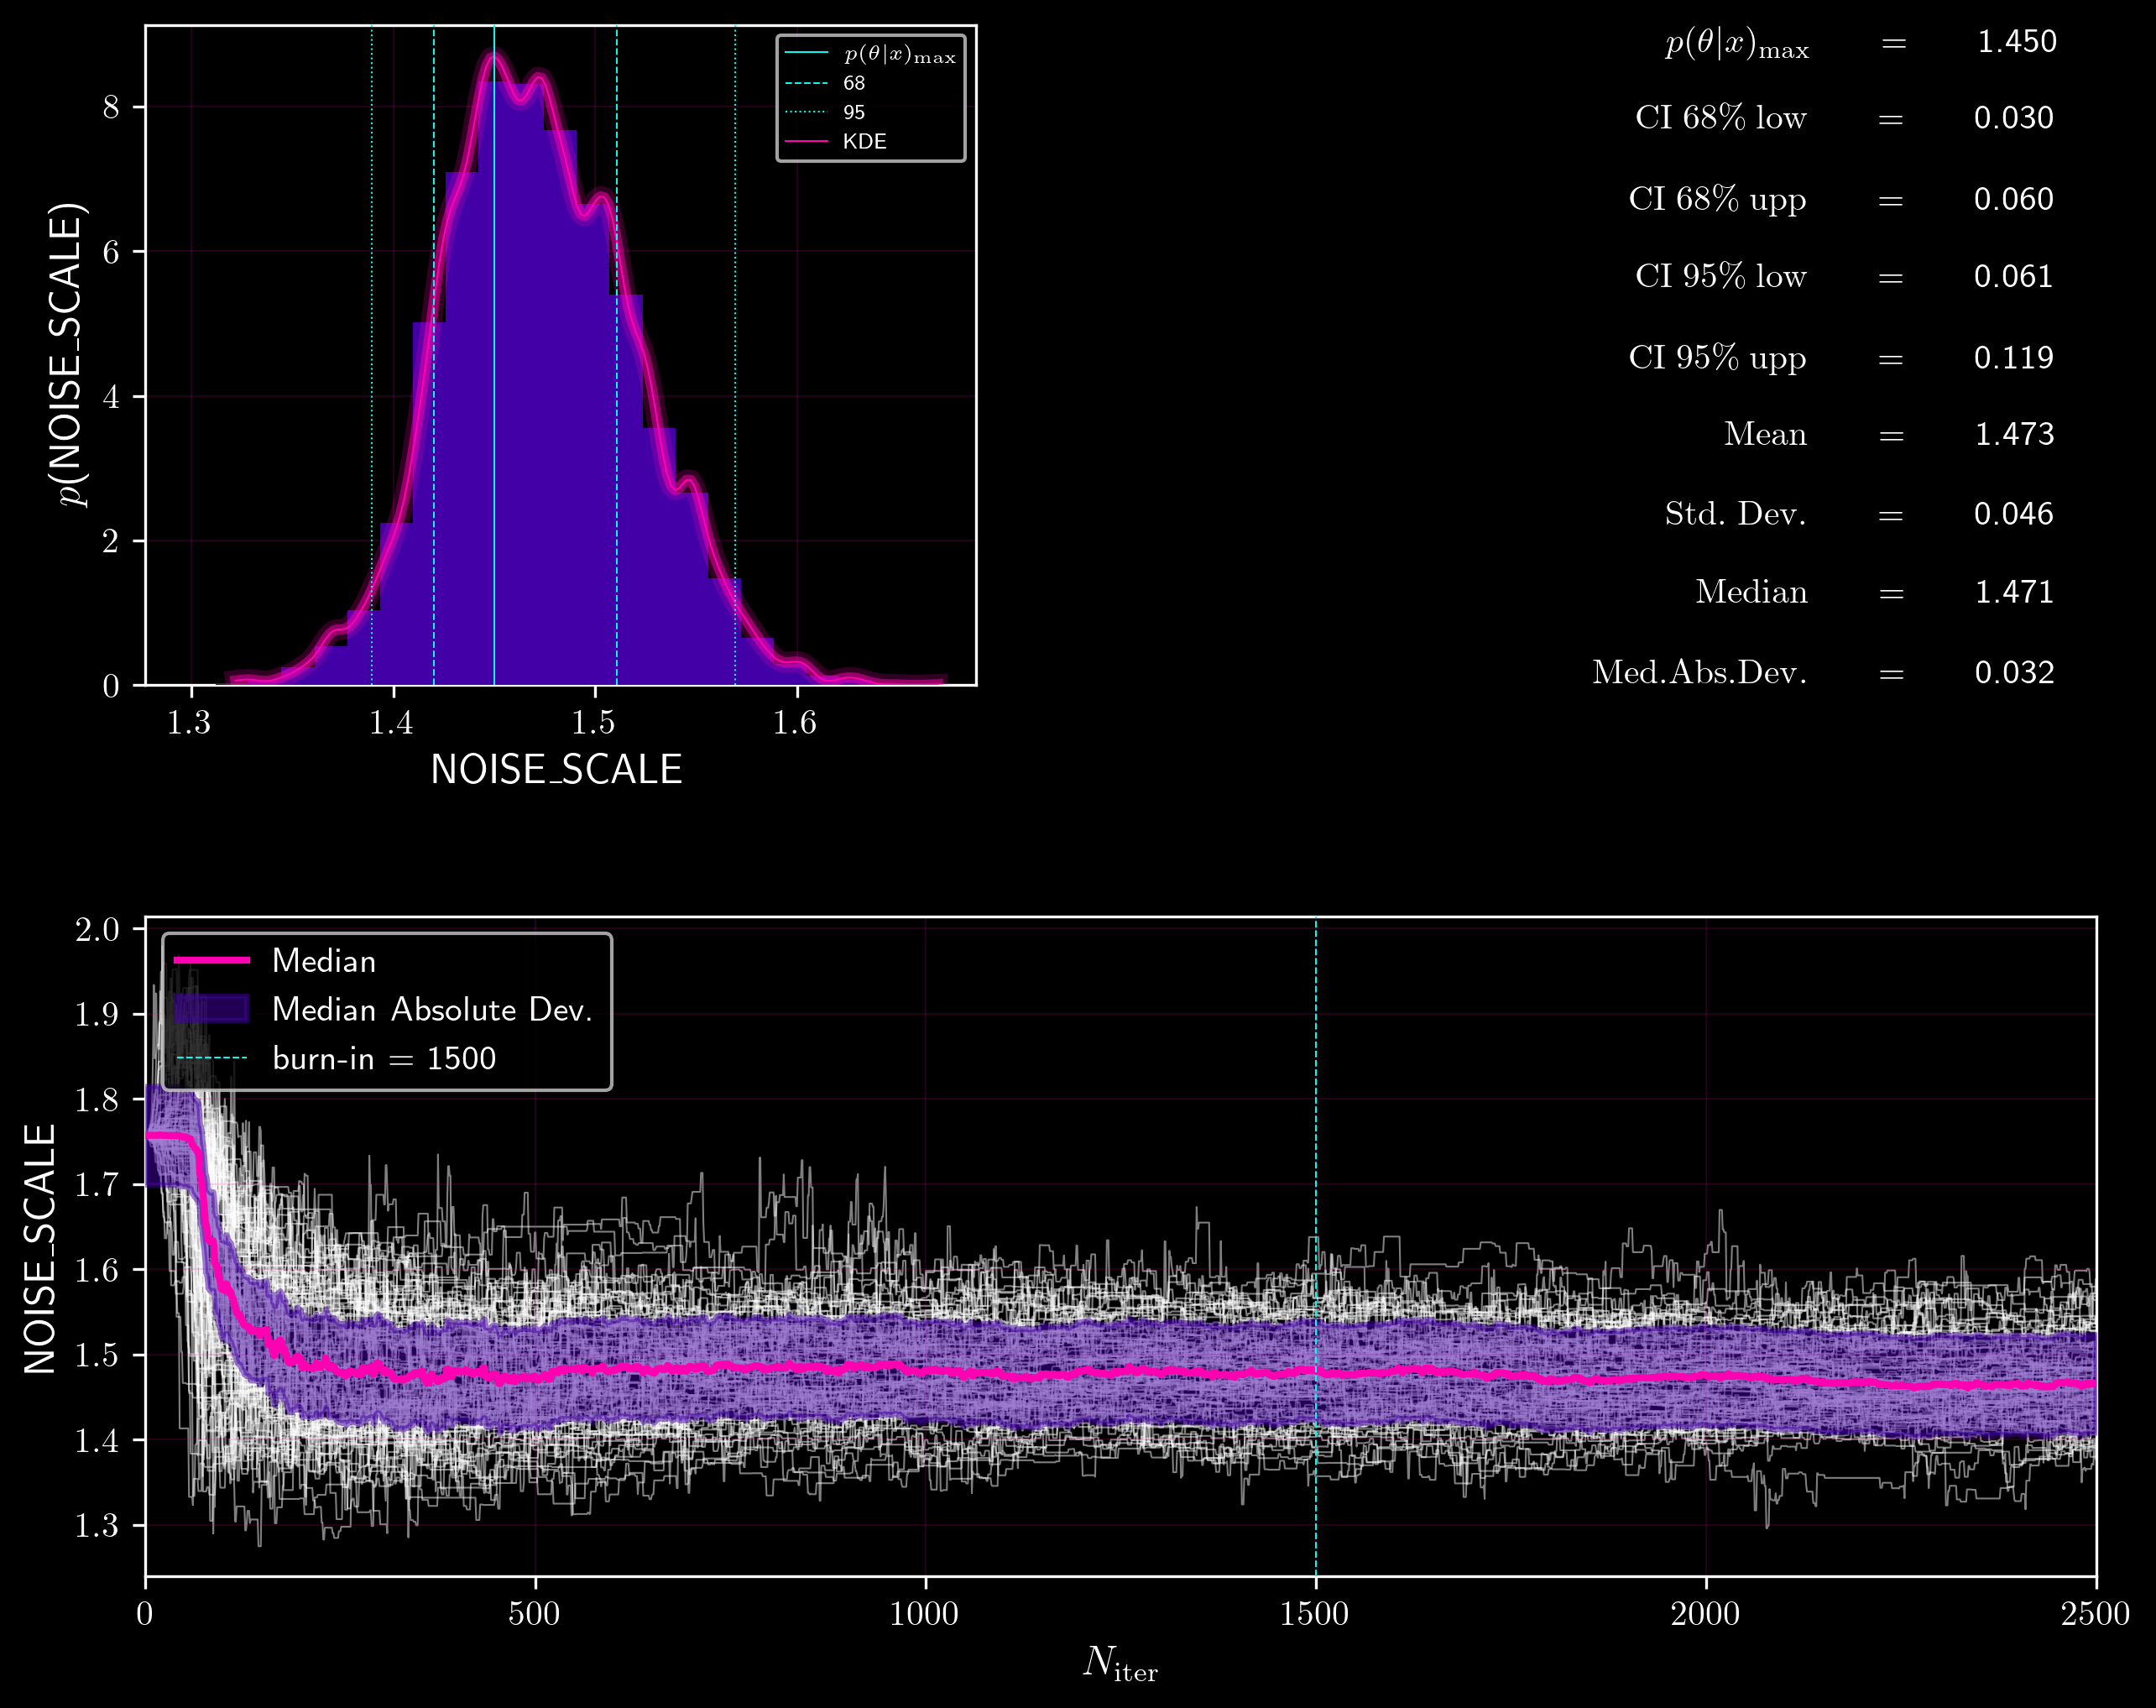 p(θ|x)max
68
95
KDE
8
6
4
2
0
1.3 1.4 1.5 1.6
NOISE_SCALE
p(NOISE_SCALE)
p(θ|x)max = 1.450
CI 68% low = 0.030
CI 68% upp = 0.060
CI 95% low = 0.061
CI 95% upp = 0.119
Mean = 1.473
Std. Dev. = 0.046
Median = 1.471
Med.Abs.Dev. = 0.032
Median
Median Absolute Dev.
burn-in = 1500
2.0
1.9
1.8
1.7
1.6
1.5
1.4
1.3
NOISE_SCALE
0 500 1000 1500 2000 2500
Niter